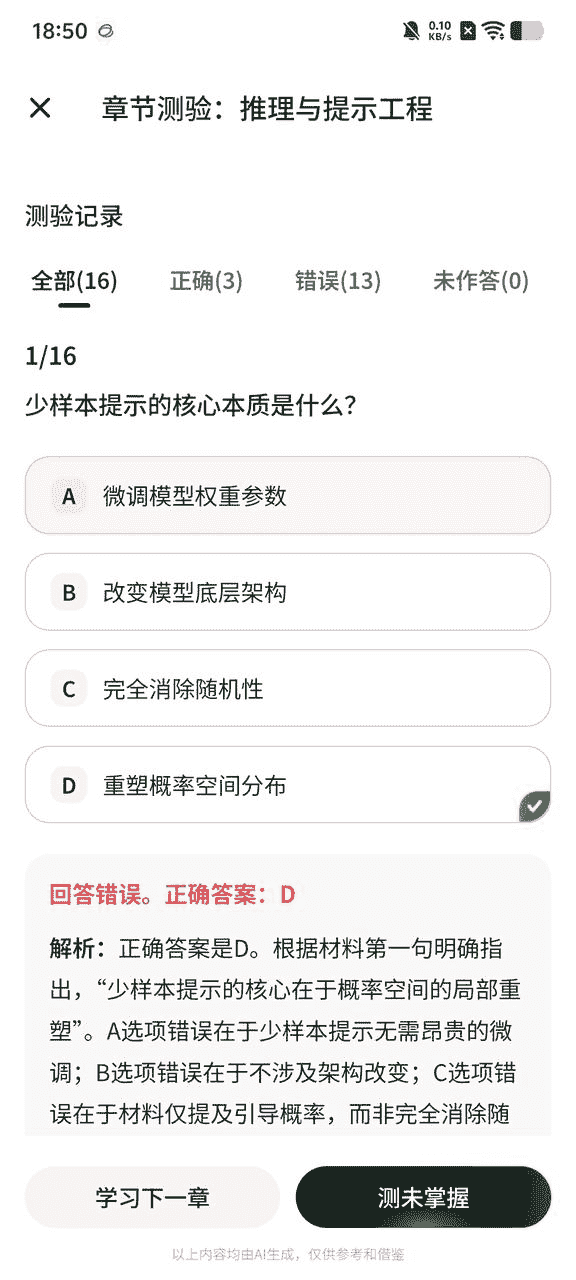 18:50
0.10
KB/s
章节测验：推理与提示工程
测验记录
全部(16) 正确(3) 错误(13) 未作答(0)
1/16
少样本提示的核心本质是什么？
A 微调模型权重参数
B 改变模型底层架构
C 完全消除随机性
D 重塑概率空间分布
回答错误。正确答案：D
解析：正确答案是D。根据材料第一句明确指
出，“少样本提示的核心在于概率空间的局部重
塑”。A选项错误在于少样本提示无需昂贵的微
调；B选项错误在于不涉及架构改变；C选项错
误在于材料仅提及引导概率，而非完全消除随
学习下一章 测未掌握
以上内容均由AI生成，仅供参考和借鉴